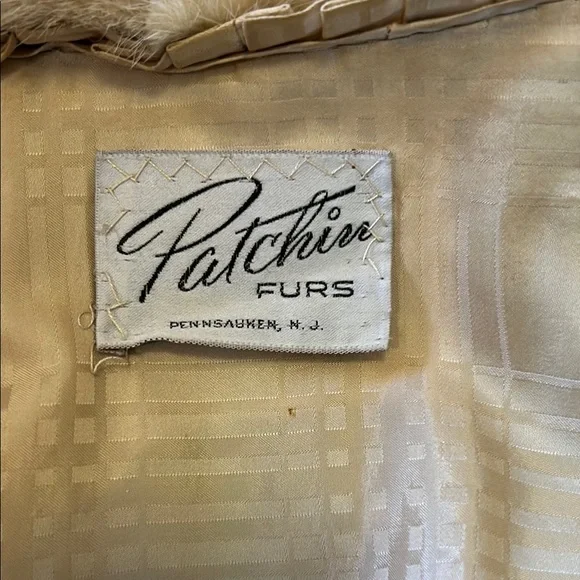 Patchin
FURS
PENNSAUKEN, N. J.